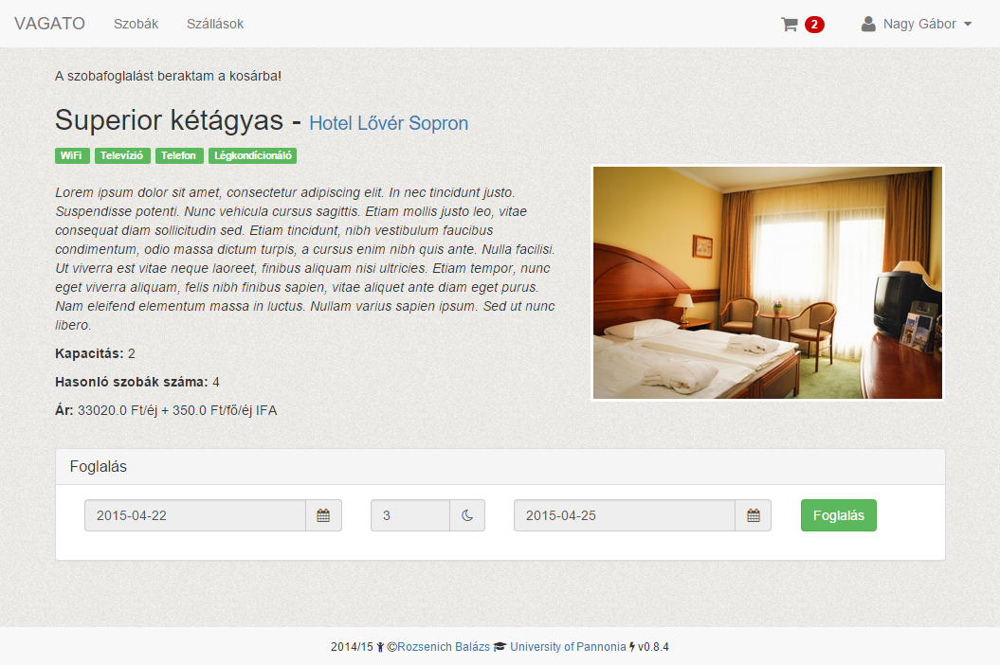 VAGATO Szobák Szállások 2 Nagy Gábor
A szobafoglalást beraktam a kosárba!
Superior kétágyas - Hotel Lővér Sopron
WiFi Televízió Telefon Légkondícionáló
Lorem ipsum dolor sit amet, consectetur adipiscing elit. In nec tincidunt justo.
Suspendisse potenti. Nunc vehicula cursus sagittis. Etiam mollis justo leo, vitae
consequat diam sollicitudin sed. Etiam tincidunt, nibh vestibulum faucibus
condimentum, odio massa dictum turpis, a cursus enim nibh quis ante. Nulla facilisi.
Ut viverra est vitae neque laoreet, finibus aliquam nisi ultricies. Etiam tempor, nunc
eget viverra aliquam, felis nibh finibus sapien, vitae aliquet ante diam eget purus.
Nam eleifend elementum massa in luctus. Nullam varius sapien ipsum. Sed ut nunc
libero.
Kapacitás: 2
Hasonló szobák száma: 4
Ár: 33020.0 Ft/éj + 350.0 Ft/fő/éj IFA
Foglalás
2015-04-22 3 2015-04-25 Foglalás
2014/15 ©Rozsenich Balázs University of Pannonia v0.8.4